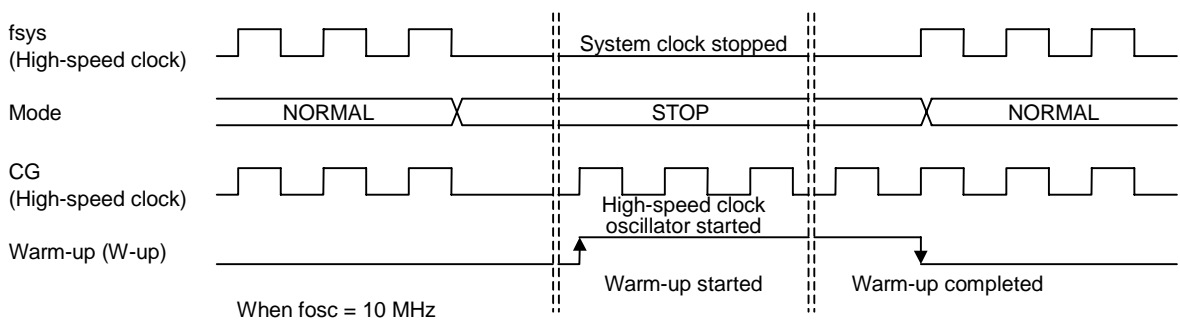 fsys
(High-speed clock)
System clock stopped
Mode
NORMAL
STOP
NORMAL
CG
(High-speed clock)
High-speed clock
oscillator started
Warm-up (W-up)
Warm-up started
Warm-up completed
When fosc = 10 MHz